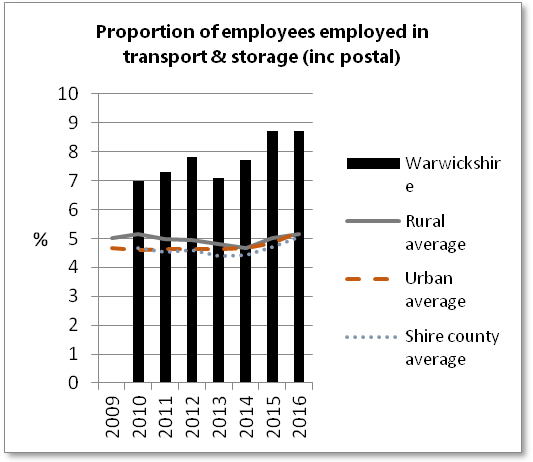 Proportion of employees employed in
transport & storage (inc postal)
10
9
8
7
6
5
4
3
2
1
0
%
2009
2010
2011
2012
2013
2014
2015
2016
Warwickshir
e
Rural
average
Urban
average
Shire county
average